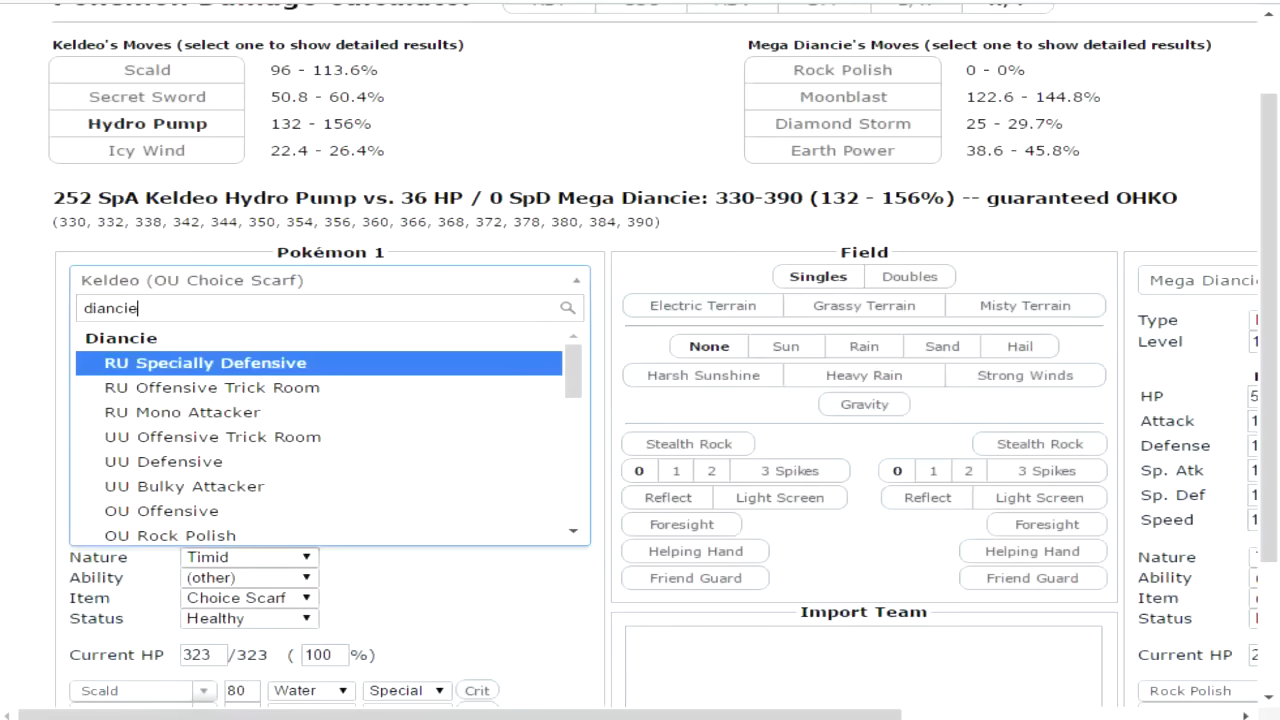 Pokémon Damage Calculator
Keldeo's Moves (select one to show detailed results)
Scald 96 - 113.6%
Secret Sword 50.8 - 60.4%
Hydro Pump 132 - 156%
Icy Wind 22.4 - 26.4%
Mega Diancie's Moves (select one to show detailed results)
Rock Polish 0 - 0%
Moonblast 122.6 - 144.8%
Diamond Storm 25 - 29.7%
Earth Power 38.6 - 45.8%
252 SpA Keldeo Hydro Pump vs. 36 HP / 0 SpD Mega Diancie: 330-390 (132 - 156%) -- guaranteed OHKO
(330, 332, 338, 342, 344, 350, 354, 356, 360, 366, 368, 372, 378, 380, 384, 390)
Pokémon 1
Keldeo (OU Choice Scarf)
diancie
Diancie
RU Specially Defensive
RU Offensive Trick Room
RU Mono Attacker
UU Offensive Trick Room
UU Defensive
UU Bulky Attacker
OU Offensive
OU Rock Polish
Nature Timid
Ability (other)
Item Choice Scarf
Status Healthy
Current HP 323 /323 ( 100 %)
Scald 80 Water Special Crit
Field
Singles Doubles
Electric Terrain Grassy Terrain Misty Terrain
None Sun Rain Sand Hail
Harsh Sunshine Heavy Rain Strong Winds
Gravity
Stealth Rock Stealth Rock
0 1 2 3 Spikes 0 1 2 3 Spikes
Reflect Light Screen Reflect Light Screen
Foresight Foresight
Helping Hand Helping Hand
Friend Guard Friend Guard
Import Team
Mega Diancie
Type
Level
HP
Attack
Defense
Sp. Atk
Sp. Def
Speed
Nature
Ability
Item
Status
Current HP
Rock Polish